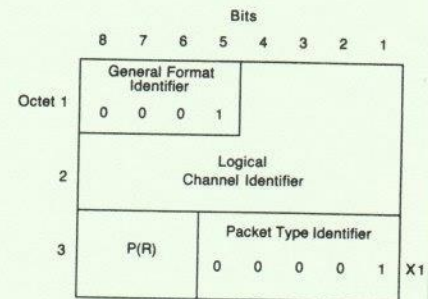 Bits
8 7 6 5 4 3 2 1
General Format
Identifier
Octet 1
0 0 0 1
Logical
2
Channel Identifier
Packet Type Identifier
3
P(R)
0 0 0 0 1
X1